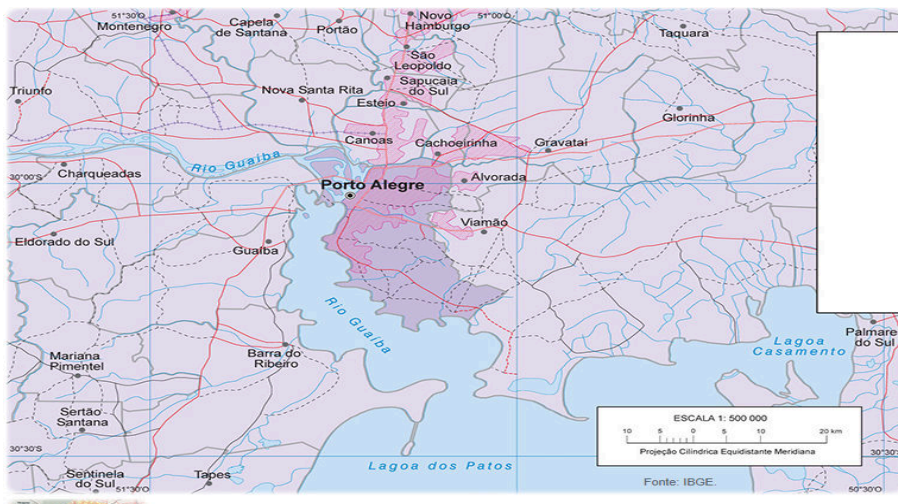 51°30'O
51°00'O
Montenegro
Capela
de Santana
Portão
Novo
Hamburgo
Taquara
São
Leopoldo
Sapucaia
do Sul
Triunfo
Nova Santa Rita
Esteio
Glorinha
Canoas
Cachoeirinha
Gravataí
Rio Guaíba
Charqueadas
30°00'S
Porto Alegre
Alvorada
Viamão
Eldorado do Sul
Guaíba
Rio Guaíba
Palmare
do Sul
Lagoa
Casamento
Mariana
Pimentel
Barra do
Ribeiro
Sertão
Santana
ESCALA 1: 500 000
10 5 0 5 10 20 km
Projeção Cilíndrica Equidistante Meridiana
30°30'S
30°30'
Lagoa dos Patos
Sentinela
do Sul
Tapes
Fonte: IBGE.
51°30'O
50°30'O